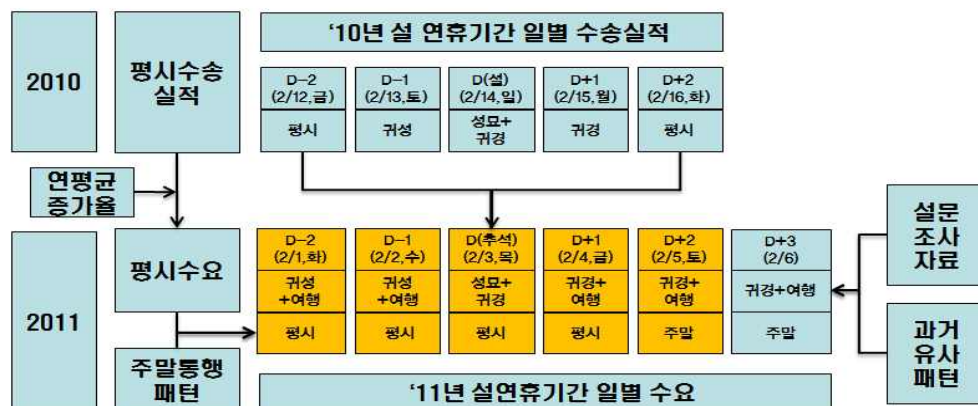 2010
평시수송
실적
'10년 설 연휴기간 일별 수송실적
D-2
(2/12,금)
평시
D-1
(2/13,토)
귀성
D(설)
(2/14,일)
성묘+
귀경
D+1
(2/15,월)
귀경
D+2
(2/16,화)
평시
연평균
증가율
2011
평시수요
주말통행
패턴
D-2
(2/1,화)
귀성
+여행
평시
D-1
(2/2,수)
귀성
+여행
평시
D(추석)
(2/3,목)
성묘+
귀경
평시
D+1
(2/4,금)
귀경+
여행
평시
D+2
(2/5,토)
귀경+
여행
주말
D+3
(2/6)
귀경+여행
주말
'11년 설연휴기간 일별 수요
설문
조사
자료
과거
유사
패턴